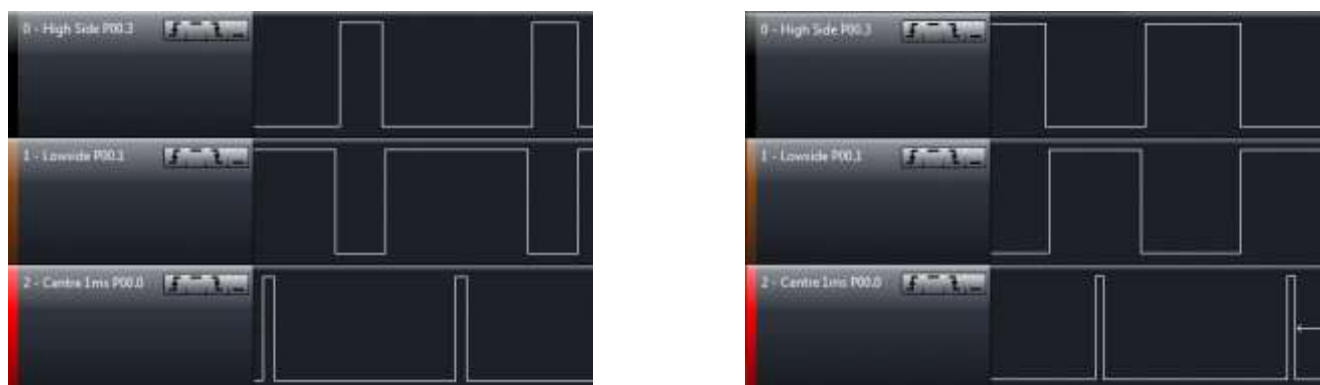 0 - High Side P00.3
1 - Lowside P00.1
2 - Centre 1ms P00.0
0 - High Side P00.3
1 - Lowside P00.1
2 - Centre 1ms P00.0